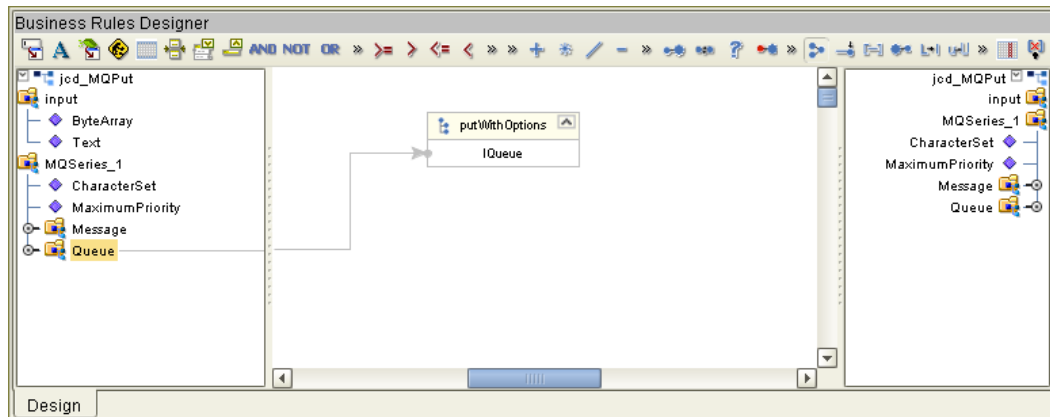 Business Rules Designer
A AND NOT OR » >= > <= < » » + * / - » ? » »
jcd_MQPut
input
ByteArray
Text
MQSeries_1
CharacterSet
MaximumPriority
Message
Queue
putWithOptions
IQueue
jcd_MQPut
input
MQSeries_1
CharacterSet
MaximumPriority
Message
Queue
Design